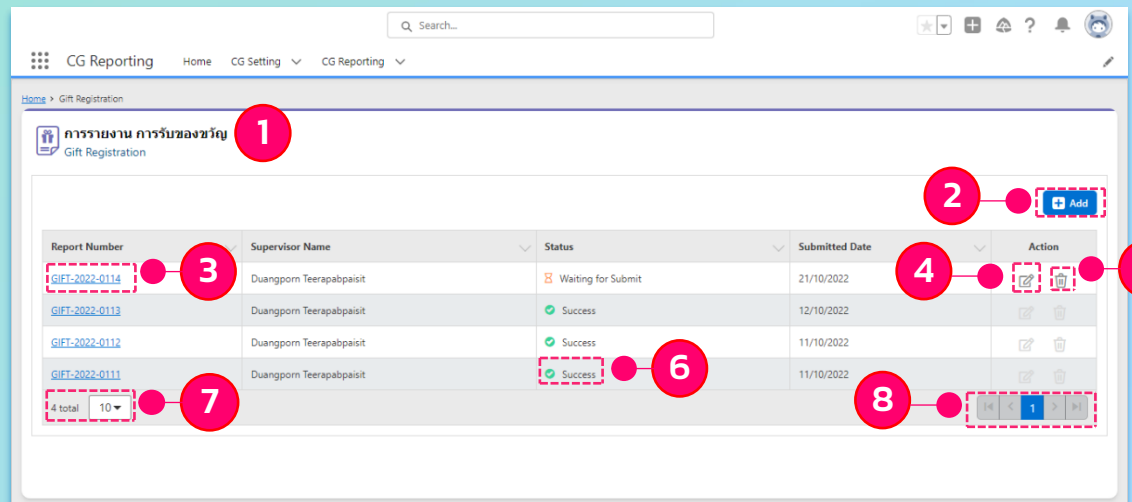 Search...
CG Reporting Home CG Setting CG Reporting
Home > Gift Registration
การรายงาน การรับของขวัญ 1
Gift Registration
2 Add
Report Number Supervisor Name Status Submitted Date Action
GIFT-2022-0114 3 Duangporn Teerapabpaisit Waiting for Submit 21/10/2022 4
GIFT-2022-0113 Duangporn Teerapabpaisit Success 12/10/2022
GIFT-2022-0112 Duangporn Teerapabpaisit Success 11/10/2022
GIFT-2022-0111 Duangporn Teerapabpaisit Success 6 11/10/2022
4 total 10 7 8 1